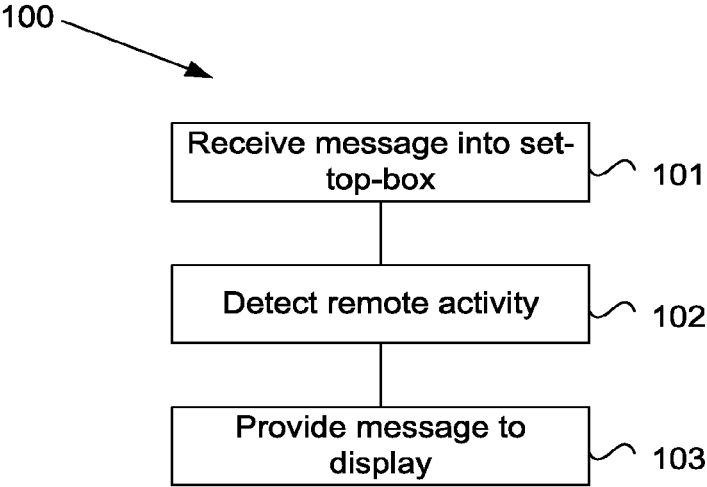 100
Receive message into set-
top-box
101
Detect remote activity
102
Provide message to
display
103